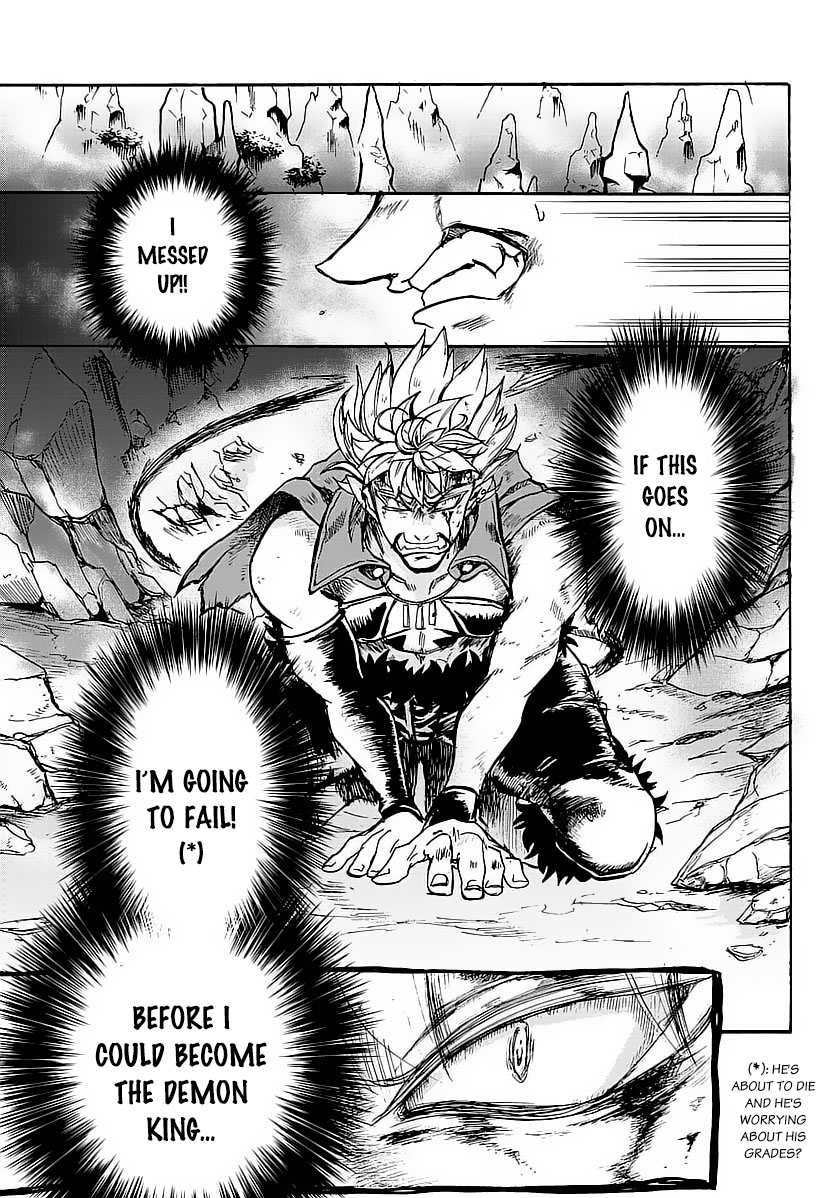 I
MESSED
UP!!
IF THIS
GOES
ON...
I'M GOING
TO FAIL!
(*)
BEFORE I
COULD BECOME
THE DEMON
KING...
(*): HE'S
ABOUT TO DIE
AND HE'S
WORRYING
ABOUT HIS
GRADES?